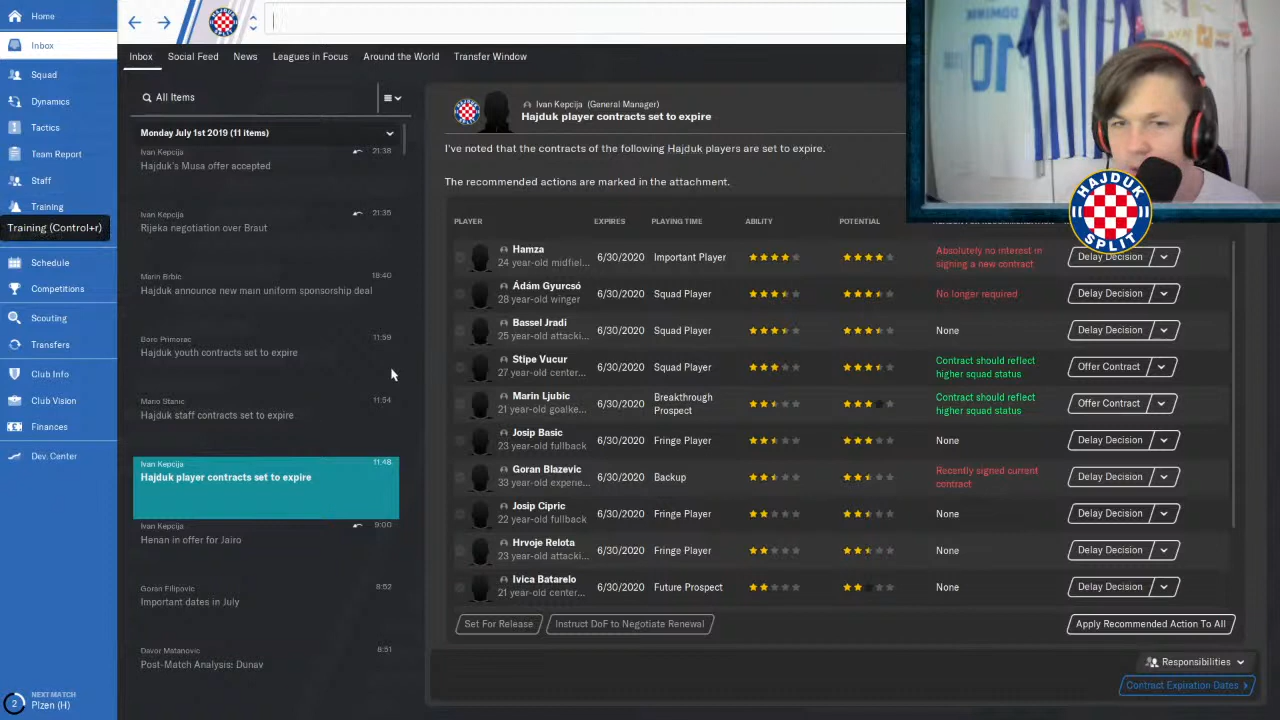 Home
Inbox
Squad
Dynamics
Tactics
Team Report
Staff
Training
Training (Control+r)
Schedule
Competitions
Scouting
Transfers
Club Info
Club Vision
Finances
Dev. Center
2
NEXT MATCH
Plzen (H)
Inbox Social Feed News Leagues in Focus Around the World Transfer Window
All Items
Monday July 1st 2019 (11 items)
Ivan Kepcija 21:38
Hajduk's Musa offer accepted
Ivan Kepcija 21:35
Rijeka negotiation over Braut
Marin Brbic 18:40
Hajduk announce new main uniform sponsorship deal
Boro Primorac 11:59
Hajduk youth contracts set to expire
Mario Stanic 11:54
Hajduk staff contracts set to expire
Ivan Kepcija 11:48
Hajduk player contracts set to expire
Ivan Kepcija 9:00
Henan in offer for Jairo
Goran Filipovic 8:52
Important dates in July
Davor Matanovic 8:51
Post-Match Analysis: Dunav
Ivan Kepcija (General Manager)
Hajduk player contracts set to expire
I've noted that the contracts of the following Hajduk players are set to expire.
The recommended actions are marked in the attachment.
PLAYER EXPIRES PLAYING TIME ABILITY POTENTIAL
Hamza
24 year-old midfiel... 6/30/2020 Important Player Absolutely no interest in signing a new contract Delay Decision
Ádám Gyurcsó
28 year-old winger 6/30/2020 Squad Player No longer required Delay Decision
Bassel Jradi
25 year-old attacki... 6/30/2020 Squad Player None Delay Decision
Stipe Vucur
27 year-old center... 6/30/2020 Squad Player Contract should reflect higher squad status Offer Contract
Marin Ljubic
21 year-old goalke... 6/30/2020 Breakthrough Prospect Contract should reflect higher squad status Offer Contract
Josip Basic
23 year-old fullback 6/30/2020 Fringe Player None Delay Decision
Goran Blazevic
33 year-old experie... 6/30/2020 Backup Recently signed current contract Delay Decision
Josip Cipric
22 year-old fullback 6/30/2020 Fringe Player None Delay Decision
Hrvoje Relota
23 year-old attacki... 6/30/2020 Fringe Player None Delay Decision
Ivica Batarelo
21 year-old center... 6/30/2020 Future Prospect None Delay Decision
Set For Release Instruct DoF to Negotiate Renewal Apply Recommended Action To All
Responsibilities
Contract Expiration Dates
HAJDUK
SPLIT